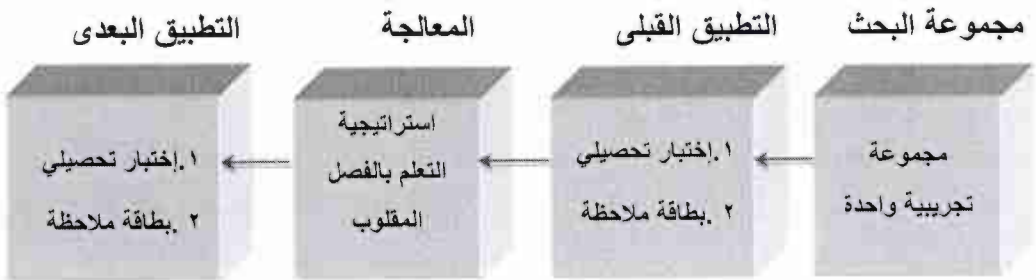 مجموعة البحث
التطبيق القبلى
المعالجة
التطبيق البعدى
مجموعة
تجريبية واحدة
١.إختبار تحصيلي
٢.بطاقة ملاحظة
استراتيجية
التعلم بالفصل
المقلوب
١.إختبار تحصيلي
٢.بطاقة ملاحظة